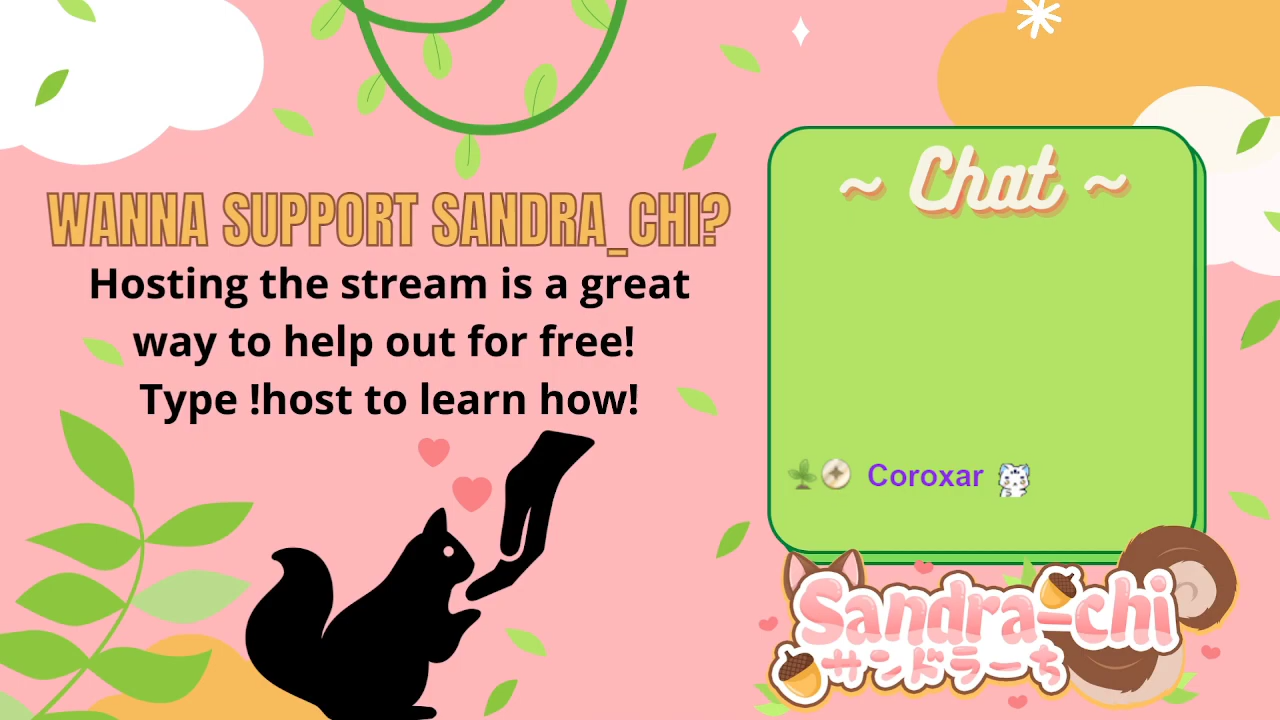 WANNA SUPPORT SANDRA_CHI?
Hosting the stream is a great
way to help out for free!
Type !host to learn how!
~ Chat ~
Coroxar
Sandra-chi
サンドラーち